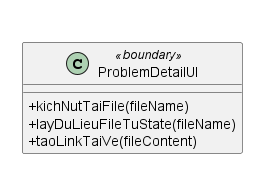 C
«boundary»
ProblemDetailUI
+kichNutTaiFile(fileName)
+layDuLieuFileTuState(fileName)
+taoLinkTaiVe(fileContent)